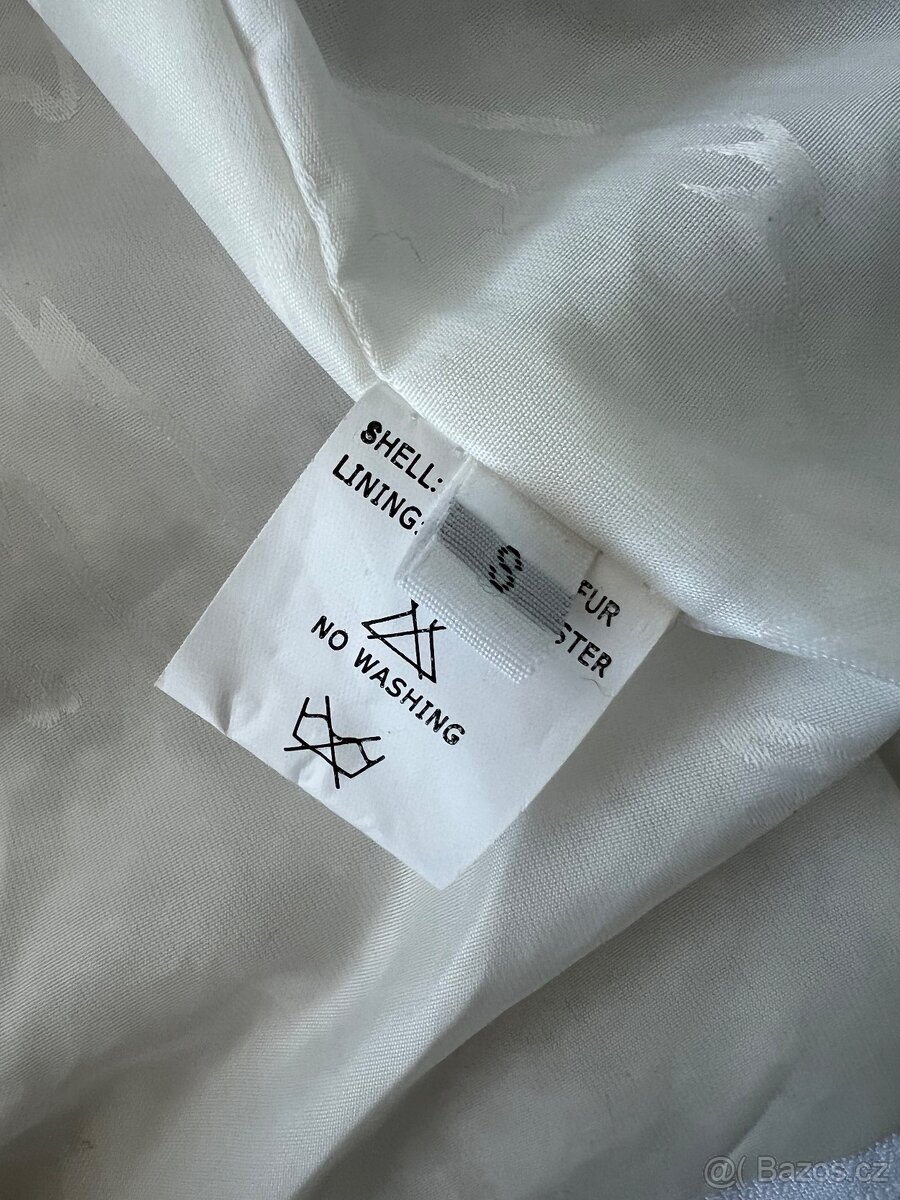 SHELL: FUR
LINING: STER
S
NO WASHING
@( Bazos.cz